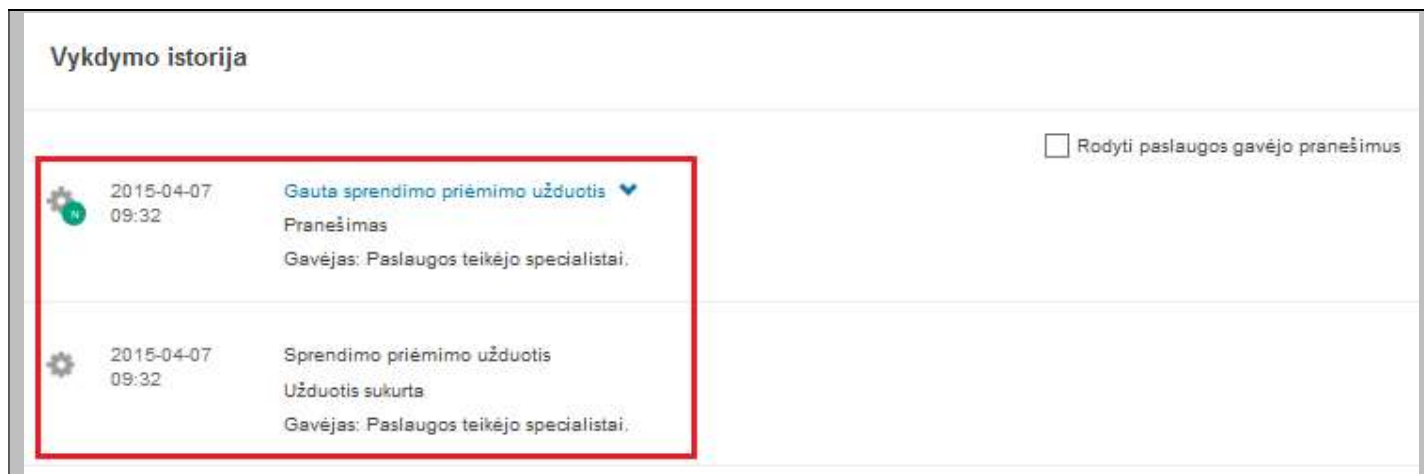 Vykdymo istorija
Rodyti paslaugos gavėjo pranešimus
2015-04-07
09:32
N
Gauta sprendimo priėmimo užduotis
Pranešimas
Gavėjas: Paslaugos teikėjo specialistai.
2015-04-07
09:32
Sprendimo priėmimo užduotis
Užduotis sukurta
Gavėjas: Paslaugos teikėjo specialistai.